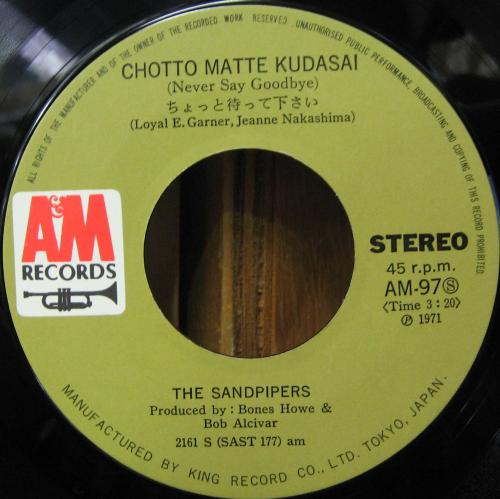 ALL RIGHTS OF THE MANUFACTURER AND OF THE OWNER OF THE RECORDED WORK RESERVED. UNAUTHORISED PUBLIC PERFORMANCE, BROADCASTING AND COPYING OF THIS RECORD PROHIBITED.
CHOTTO MATTE KUDASAI
(Never Say Goodbye)
ちょっと待って下さい
(Loyal E. Garner, Jeanne Nakashima)
A&M
RECORDS
STEREO
45 r.p.m.
AM-97Ⓢ
〈Time 3:20〉
Ⓟ 1971
THE SANDPIPERS
Produced by : Bones Howe &
Bob Alcivar
2161 S (SAST 177) am
MANUFACTURED BY KING RECORD CO., LTD. TOKYO, JAPAN.